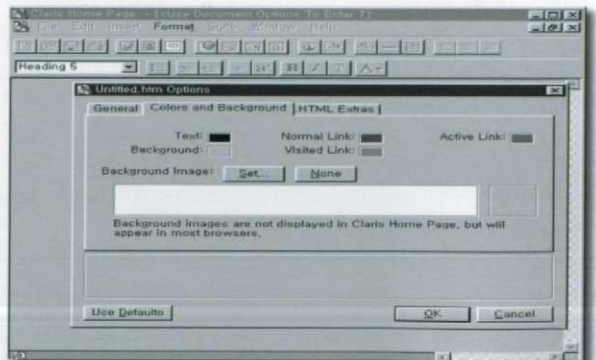 Claris Home Page - [<Use Document Options To Enter T]
File Edit Insert Format Style Window Help
Heading 5
Untitled.htm Options
General Colors and Background HTML Extras
Text: Normal Link: Active Link:
Background: Visited Link:
Background Image: Set... None
Background images are not displayed in Claris Home Page, but will
appear in most browsers.
Use Defaults OK Cancel